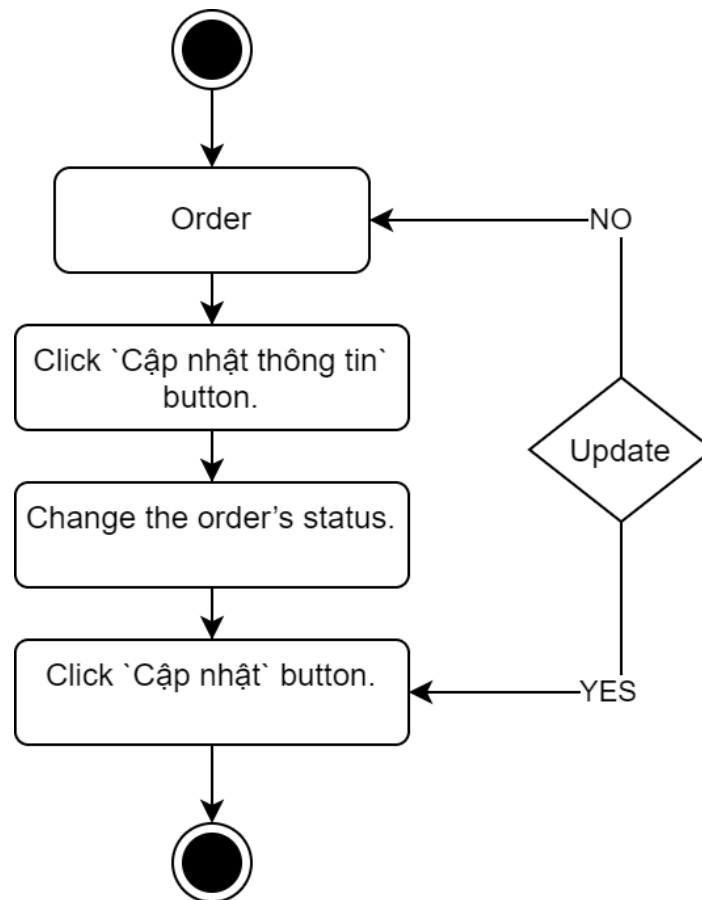 Order
NO
Click `Cập nhật thông tin`
button.
Update
Change the order’s status.
Click `Cập nhật` button.
YES